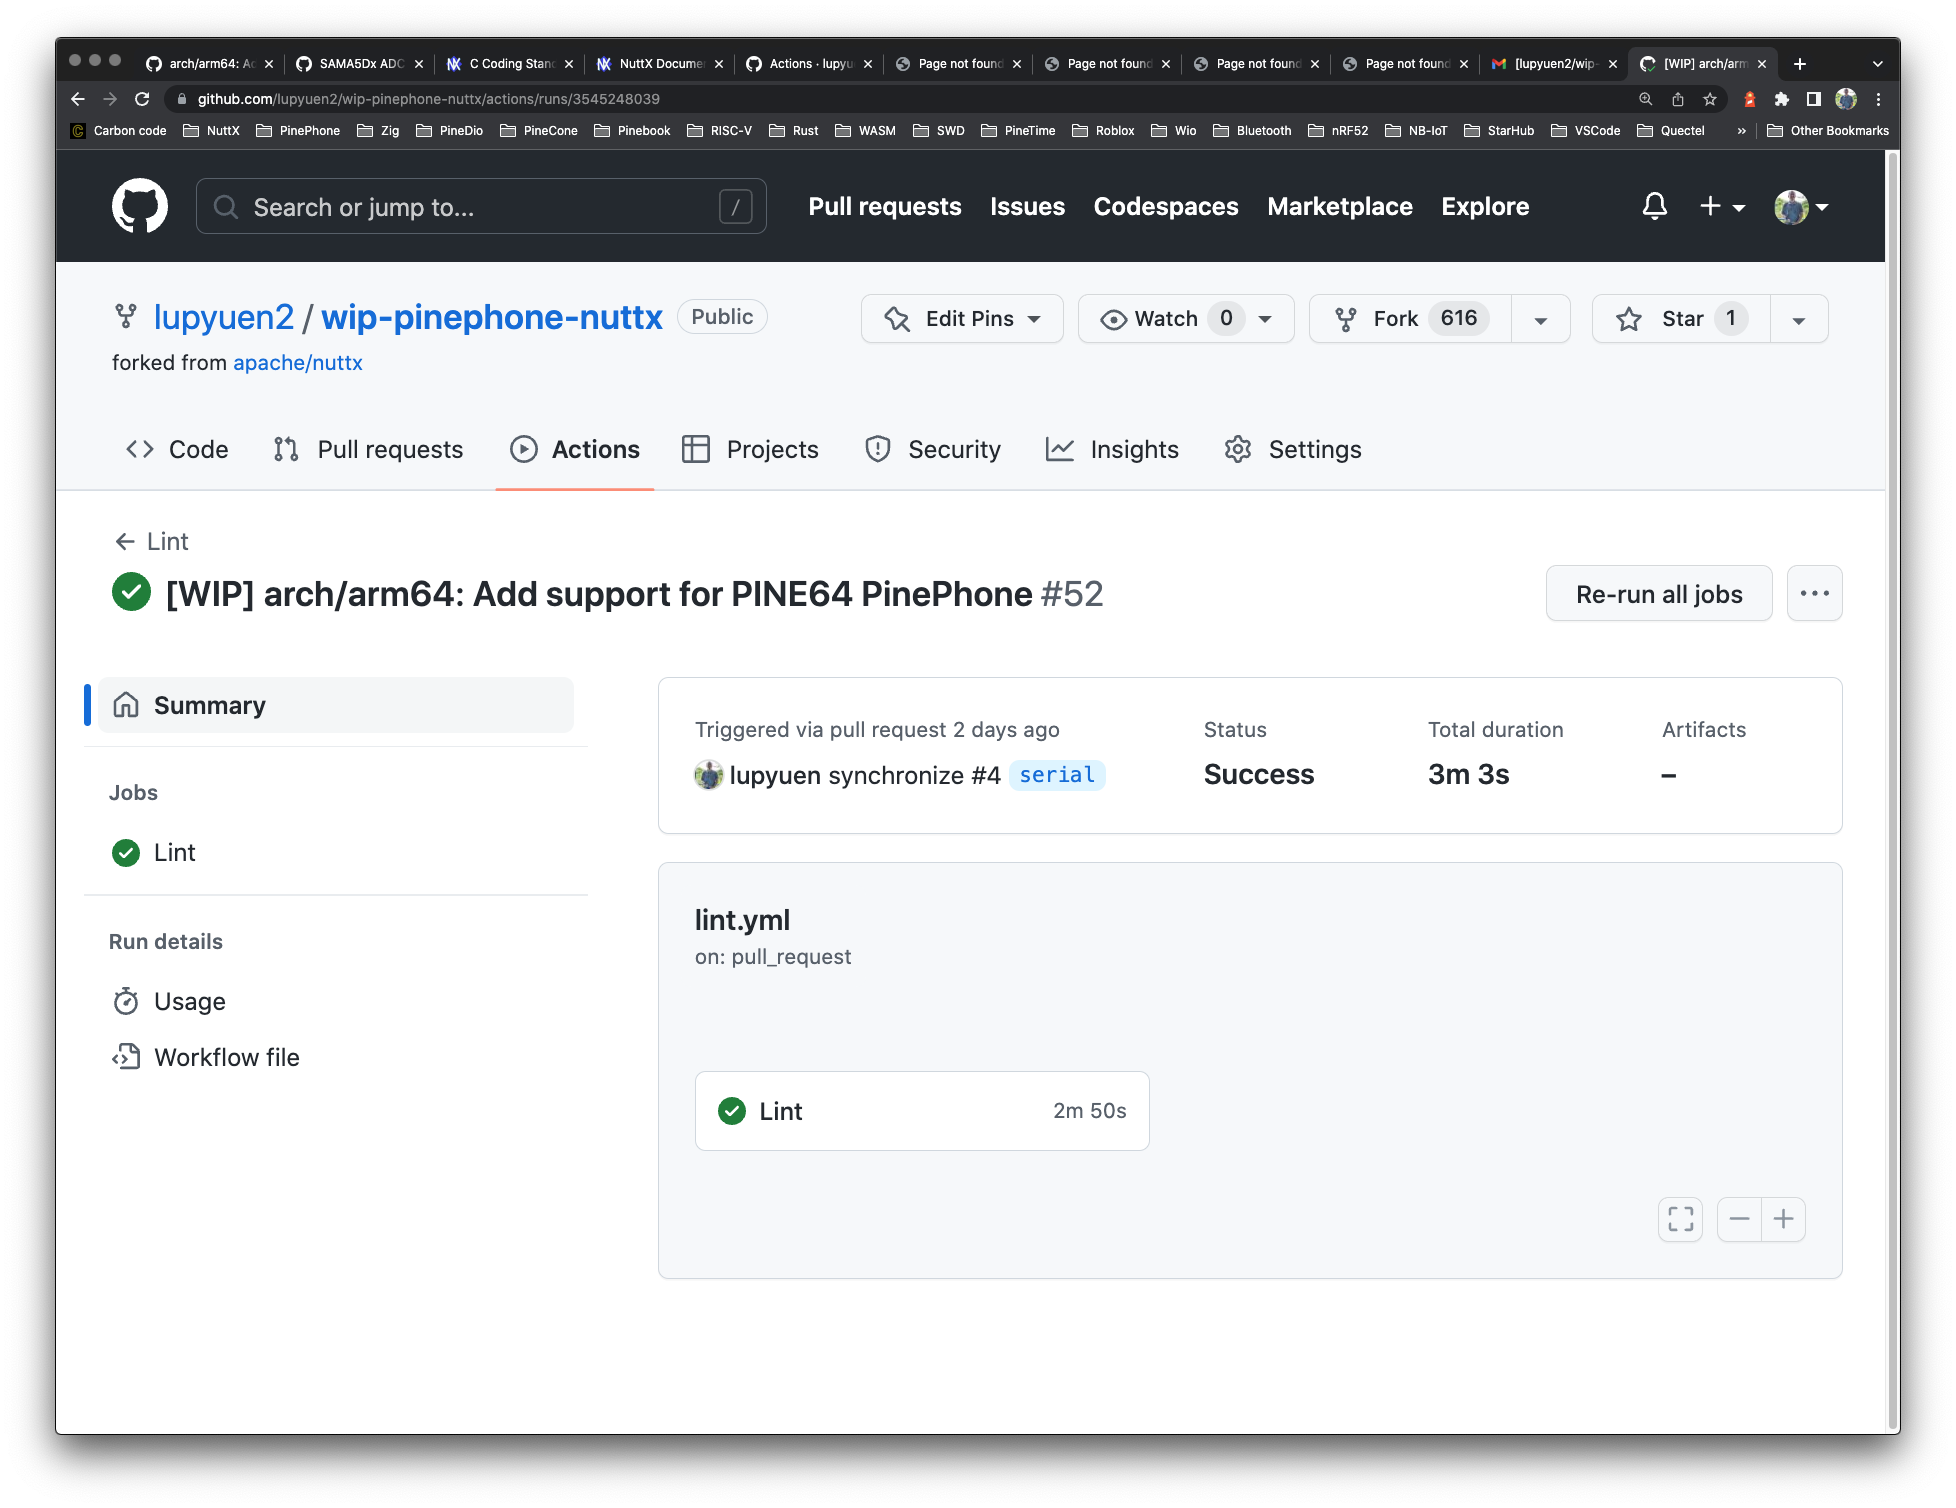 arch/arm64: Ad
SAMA5Dx ADC
C Coding Stan
NuttX Docume
Actions · lupyu
Page not found
Page not found
Page not found
Page not found
[lupyuen2/wip-
[WIP] arch/arm
github.com/lupyuen2/wip-pinephone-nuttx/actions/runs/3545248039
Carbon code NuttX PinePhone Zig PineDio PineCone Pinebook RISC-V Rust WASM SWD PineTime Roblox Wio Bluetooth nRF52 NB-IoT StarHub VSCode Quectel » Other Bookmarks
Search or jump to... /
Pull requests Issues Codespaces Marketplace Explore
lupyuen2 / wip-pinephone-nuttx Public
Edit Pins Watch 0 Fork 616 Star 1
forked from apache/nuttx
Code Pull requests Actions Projects Security Insights Settings
← Lint
[WIP] arch/arm64: Add support for PINE64 PinePhone #52
Re-run all jobs
Summary
Jobs
Lint
Run details
Usage
Workflow file
Triggered via pull request 2 days ago
lupyuen synchronize #4 serial
Status
Success
Total duration
3m 3s
Artifacts
–
lint.yml
on: pull_request
Lint 2m 50s